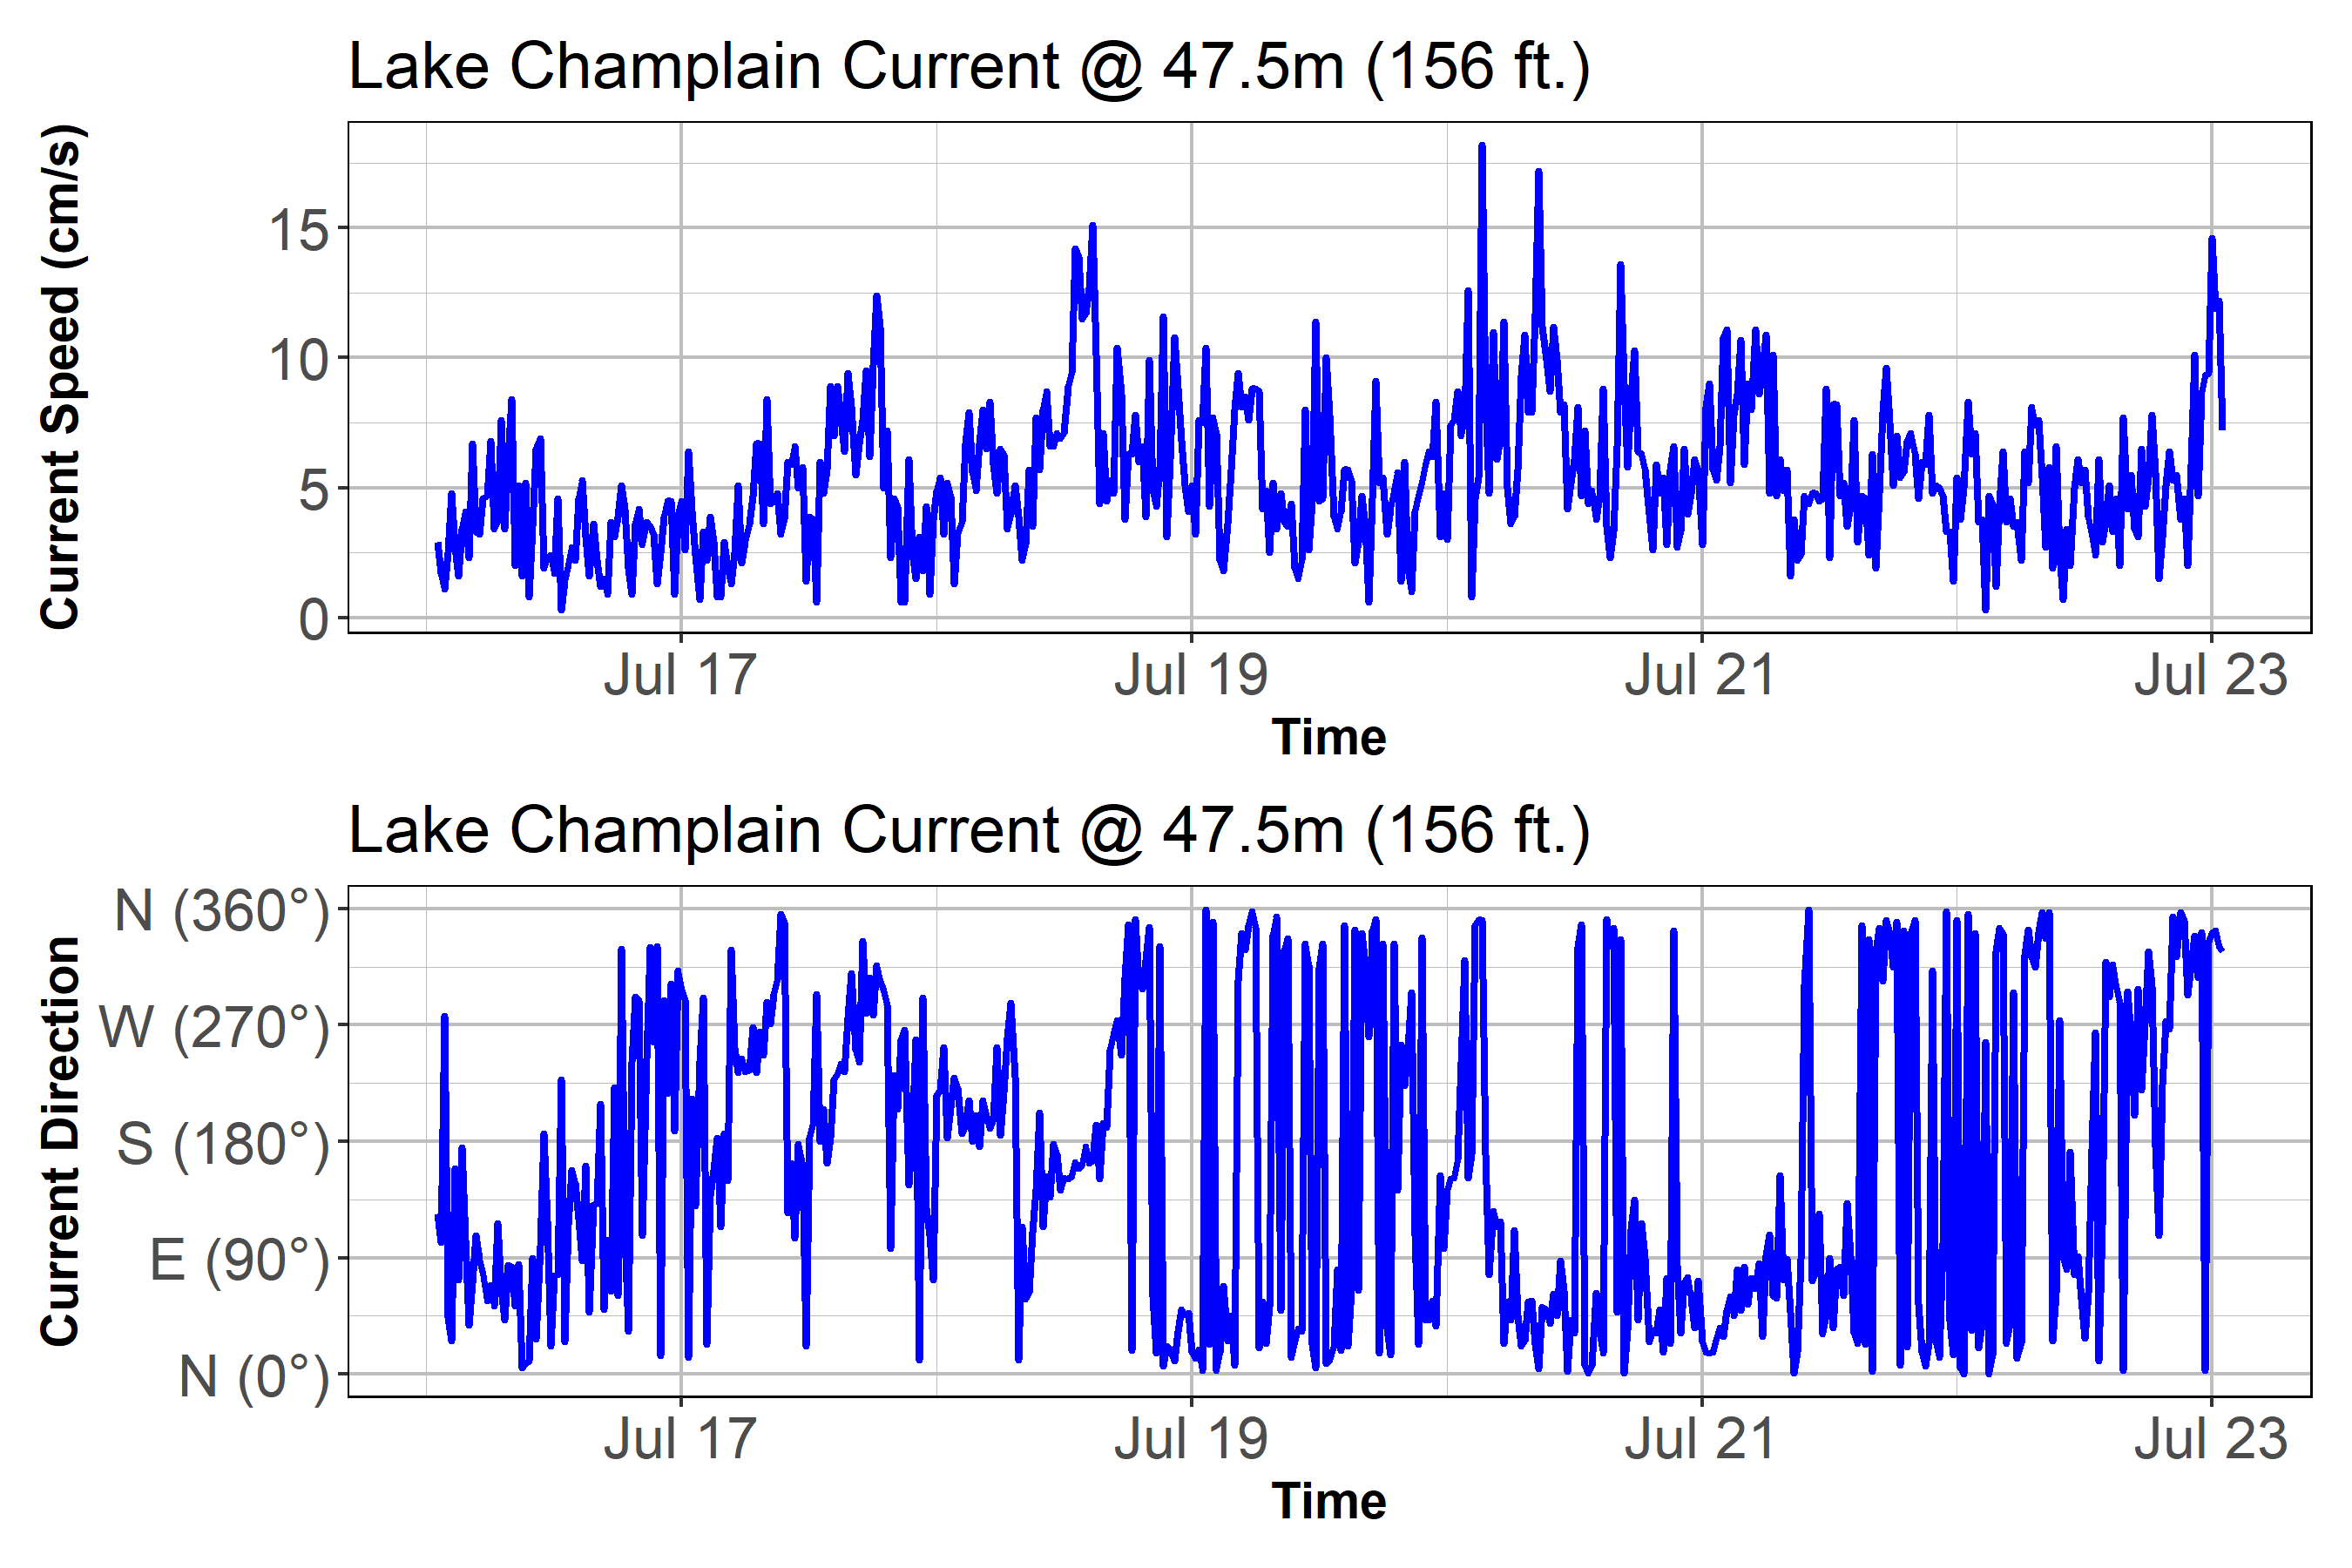 Lake Champlain Current @ 47.5m (156 ft.)
Current Speed (cm/s)
15
10
5
0
Jul 17 Jul 19 Jul 21 Jul 23
Time
Lake Champlain Current @ 47.5m (156 ft.)
Current Direction
N (360°)
W (270°)
S (180°)
E (90°)
N (0°)
Jul 17 Jul 19 Jul 21 Jul 23
Time